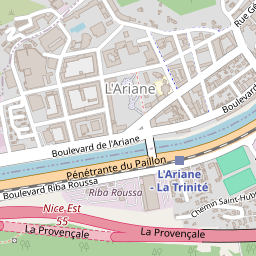 Rue Gé
L'Ariane
Boulevard
Boulevard de l'Ariane
Pénétrante du Paillon
L'Ariane
- La Trinité
Boulevard Riba Roussa
Riba Roussa
Chemin Saint-Hub
Nice Est
55
La Provençale
La Provençale